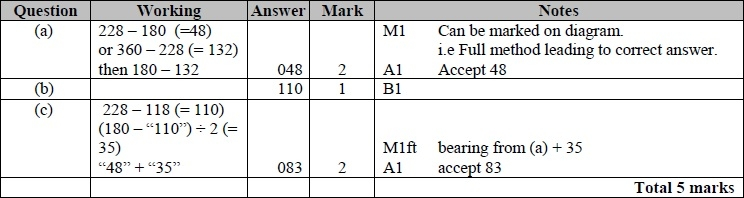 Question Working Answer Mark Notes
(a) 228 – 180 (=48) M1 Can be marked on diagram.
or 360 – 228 (= 132) i.e Full method leading to correct answer.
then 180 – 132 048 2 A1 Accept 48
(b) 110 1 B1
(c) 228 – 118 (= 110)
(180 – “110”) ÷ 2 (=
35) M1ft bearing from (a) + 35
“48” + “35” 083 2 A1 accept 83
Total 5 marks